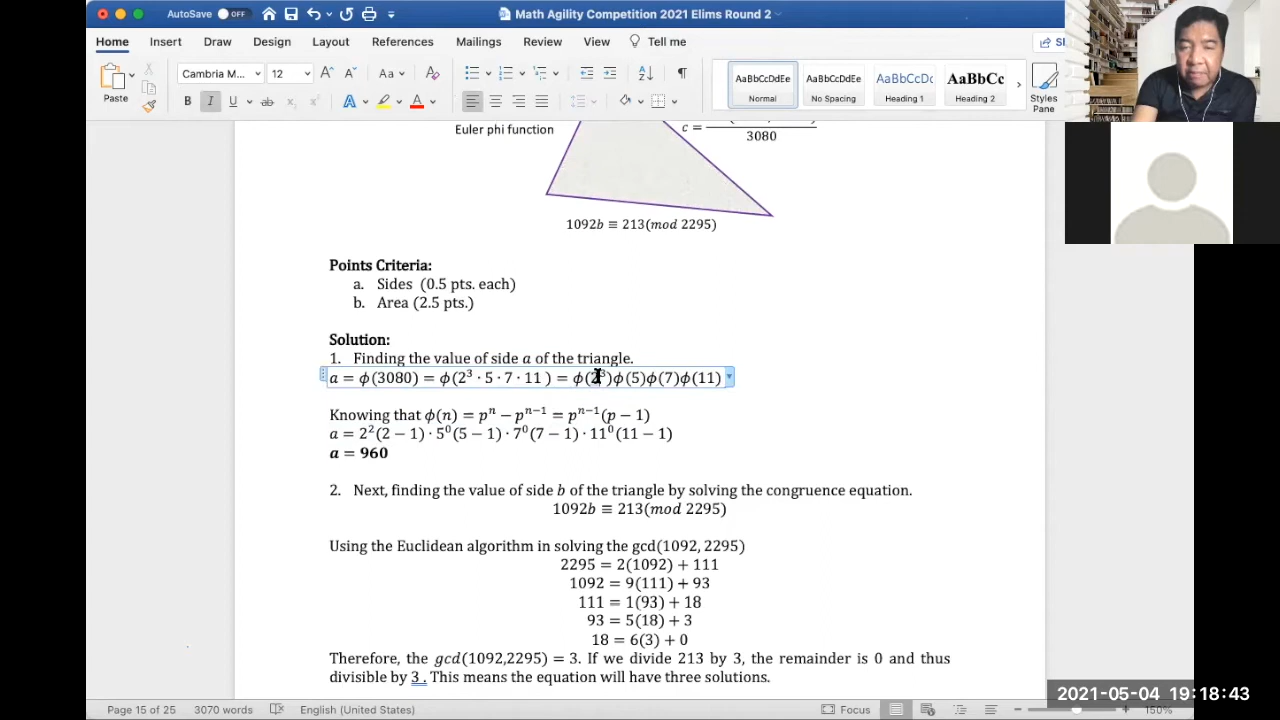 AutoSave OFF
Math Agility Competition 2021 Elims Round 2
Home Insert Draw Design Layout References Mailings Review View Tell me
Paste
Cambria M... 12
AaBbCcDdEe AaBbCcDdEe AaBbCcDc AaBbCc
Normal No Spacing Heading 1 Heading 2 Styles Pane
Euler phi function
c =
3080
1092b ≡ 213(mod 2295)
Points Criteria:
a. Sides (0.5 pts. each)
b. Area (2.5 pts.)
Solution:
1. Finding the value of side a of the triangle.
a = ϕ(3080) = ϕ(2³ · 5 · 7 · 11 ) = ϕ(2³)ϕ(5)ϕ(7)ϕ(11)
Knowing that ϕ(n) = pⁿ − pⁿ⁻¹ = pⁿ⁻¹(p − 1)
a = 2²(2 − 1) · 5⁰(5 − 1) · 7⁰(7 − 1) · 11⁰(11 − 1)
a = 960
2. Next, finding the value of side b of the triangle by solving the congruence equation.
1092b ≡ 213(mod 2295)
Using the Euclidean algorithm in solving the gcd(1092, 2295)
2295 = 2(1092) + 111
1092 = 9(111) + 93
111 = 1(93) + 18
93 = 5(18) + 3
18 = 6(3) + 0
Therefore, the gcd(1092,2295) = 3. If we divide 213 by 3, the remainder is 0 and thus
divisible by 3 . This means the equation will have three solutions.
Page 15 of 25 3070 words English (United States) Focus 150%
2021-05-04 19:18:43